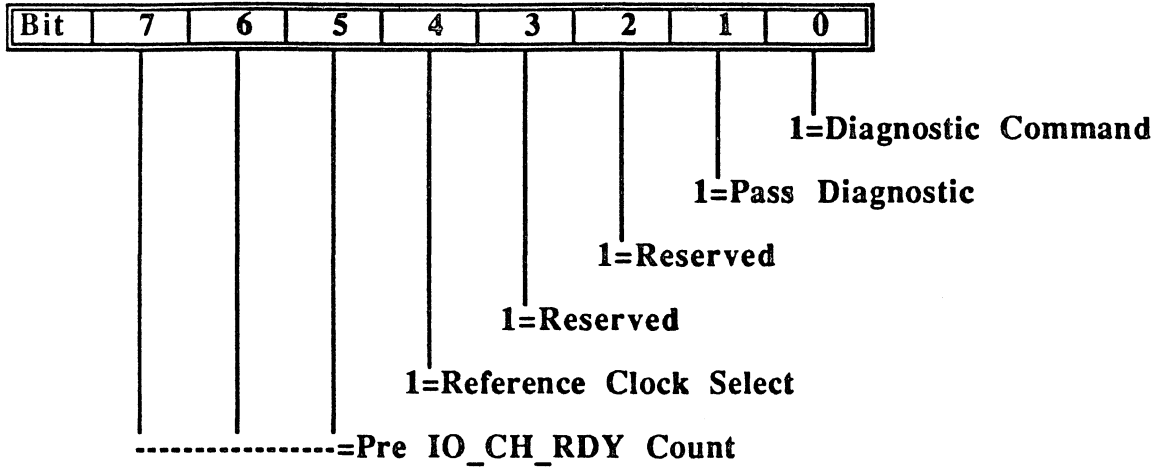 Bit 7 6 5 4 3 2 1 0
1=Diagnostic Command
1=Pass Diagnostic
1=Reserved
1=Reserved
1=Reference Clock Select
----------------=Pre IO_CH_RDY Count